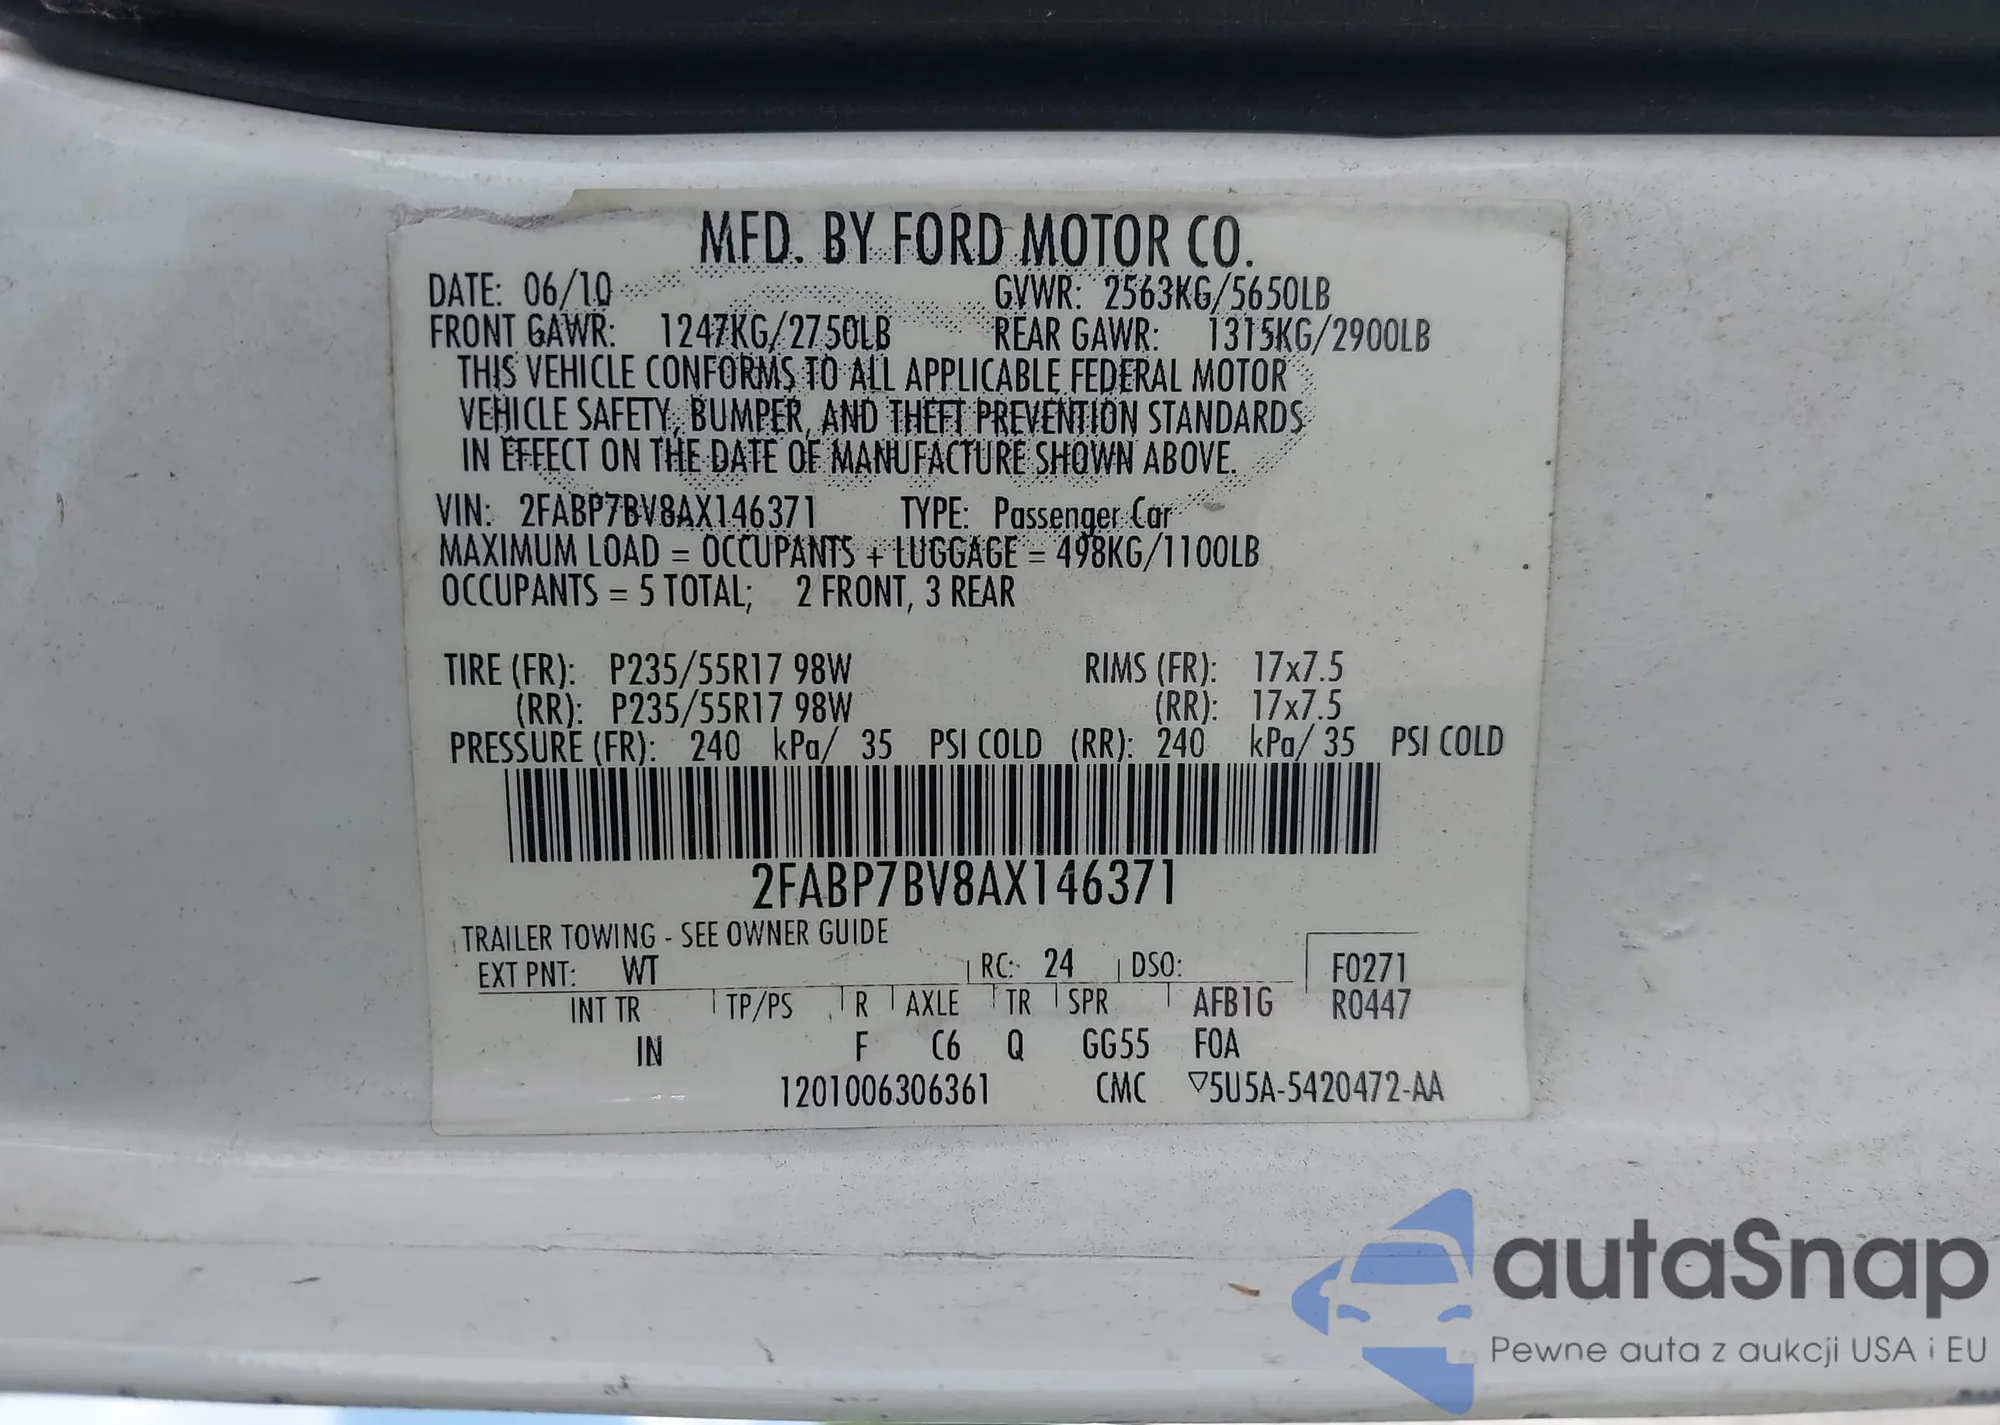 MFD. BY FORD MOTOR CO.
DATE: 06/10 GVWR: 2563KG/5650LB
FRONT GAWR: 1247KG/2750LB REAR GAWR: 1315KG/2900LB
THIS VEHICLE CONFORMS TO ALL APPLICABLE FEDERAL MOTOR
VEHICLE SAFETY, BUMPER, AND THEFT PREVENTION STANDARDS
IN EFFECT ON THE DATE OF MANUFACTURE SHOWN ABOVE.
VIN: 2FABP7BV8AX146371 TYPE: Passenger Car
MAXIMUM LOAD = OCCUPANTS + LUGGAGE = 498KG/1100LB
OCCUPANTS = 5 TOTAL; 2 FRONT, 3 REAR
TIRE (FR): P235/55R17 98W RIMS (FR): 17x7.5
(RR): P235/55R17 98W (RR): 17x7.5
PRESSURE (FR): 240 kPa/ 35 PSI COLD (RR): 240 kPa/ 35 PSI COLD
2FABP7BV8AX146371
TRAILER TOWING - SEE OWNER GUIDE
EXT PNT: WT RC: 24 DSO: F0271
INT TR TP/PS R AXLE TR SPR AFB1G R0447
IN F C6 Q GG55 F0A
1201006306361 CMC ▽5U5A-5420472-AA
autaSnap
Pewne auta z aukcji USA i EU